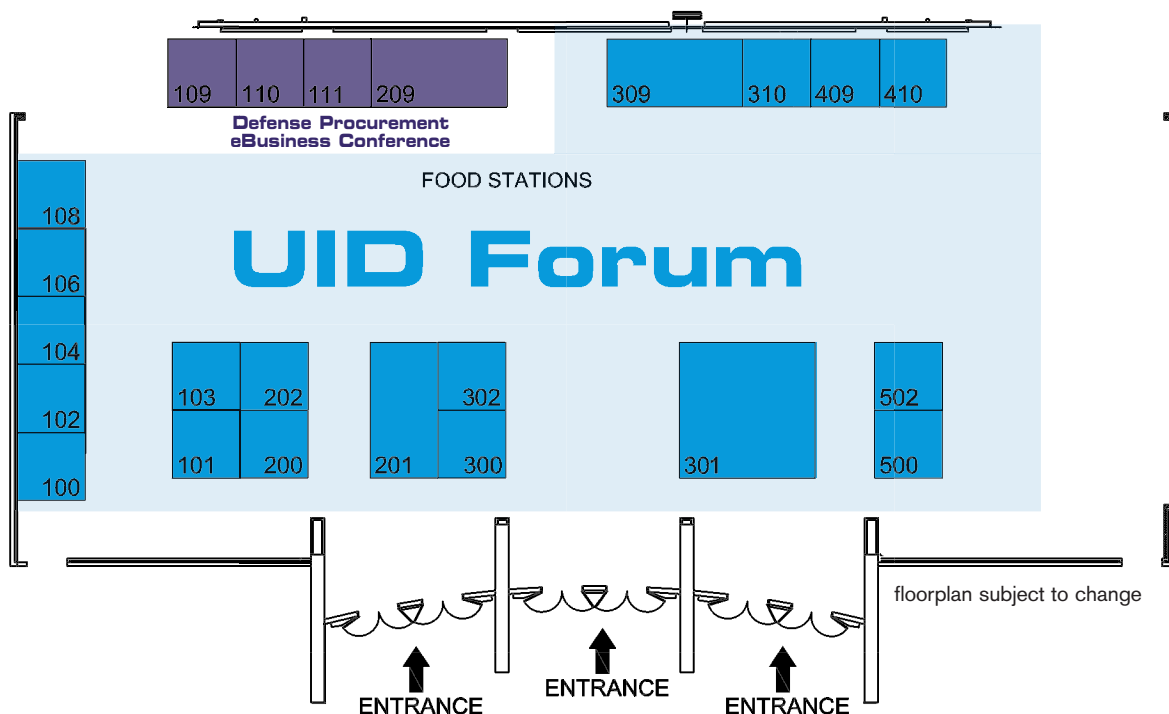 109 110 111 209 309 310 409 410
Defense Procurement
eBusiness Conference
FOOD STATIONS
108
UID Forum
106
104
103 202 302 502
102
101 200 201 300 301 500
100
floorplan subject to change
ENTRANCE ENTRANCE ENTRANCE